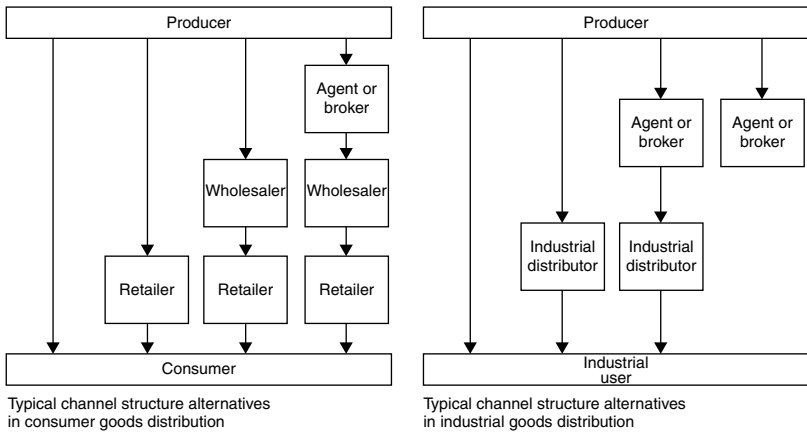 Producer
Agent or
broker
Wholesaler
Wholesaler
Retailer
Retailer
Retailer
Consumer
Typical channel structure alternatives
in consumer goods distribution
Producer
Agent or
broker
Agent or
broker
Industrial
distributor
Industrial
distributor
Industrial
user
Typical channel structure alternatives
in industrial goods distribution